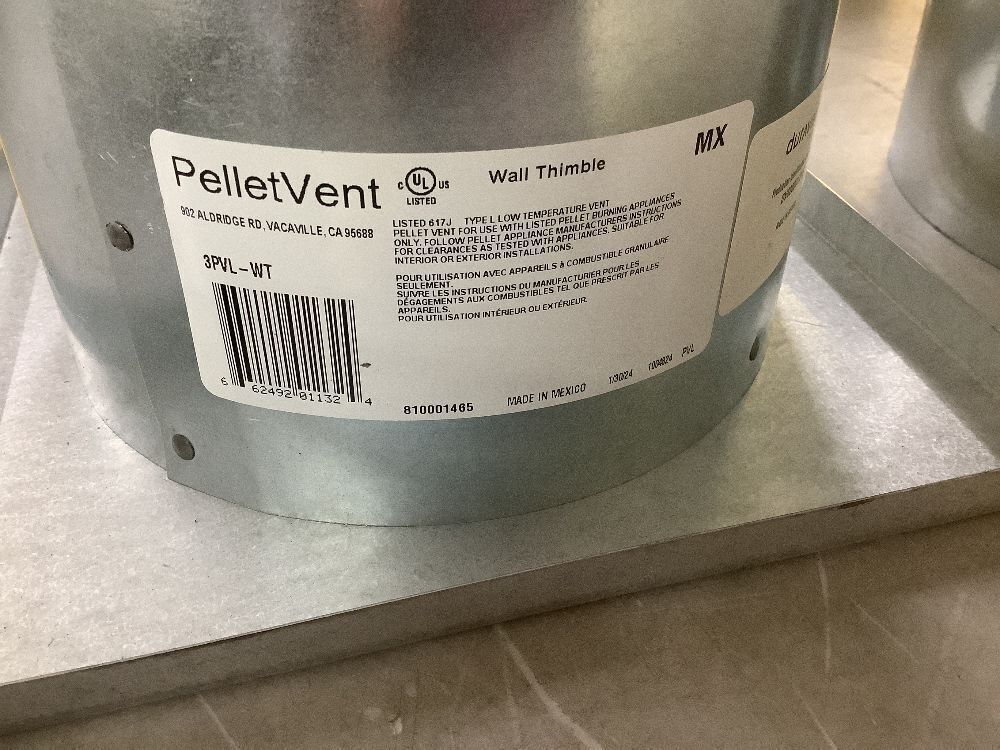 PelletVent
902 ALDRIDGE RD, VACAVILLE, CA 95688
3PVL-WT
6 62492 01132 4
C UL US
LISTED
Wall Thimble
MX
LISTED 617J TYPE L LOW TEMPERATURE VENT
PELLET VENT FOR USE WITH LISTED PELLET BURNING APPLIANCES
ONLY. FOLLOW PELLET APPLIANCE MANUFACTURERS INSTRUCTIONS
FOR CLEARANCES AS TESTED WITH APPLIANCES. SUITABLE FOR
INTERIOR OR EXTERIOR INSTALLATIONS.
POUR UTILISATION AVEC APPAREILS à COMBUSTIBLE GRANULAIRE
SEULEMENT.
SUIVRE LES INSTRUCTIONS DU MANUFACTURIER POUR LES
DÉGAGEMENTS AUX COMBUSTIBLES TEL QUE PRESCRIT PAR LES
APPAREILS.
POUR UTILISATION INTÉRIEUR OU EXTÉRIEUR.
810001465
MADE IN MEXICO
1/30/24
1004624
PVL